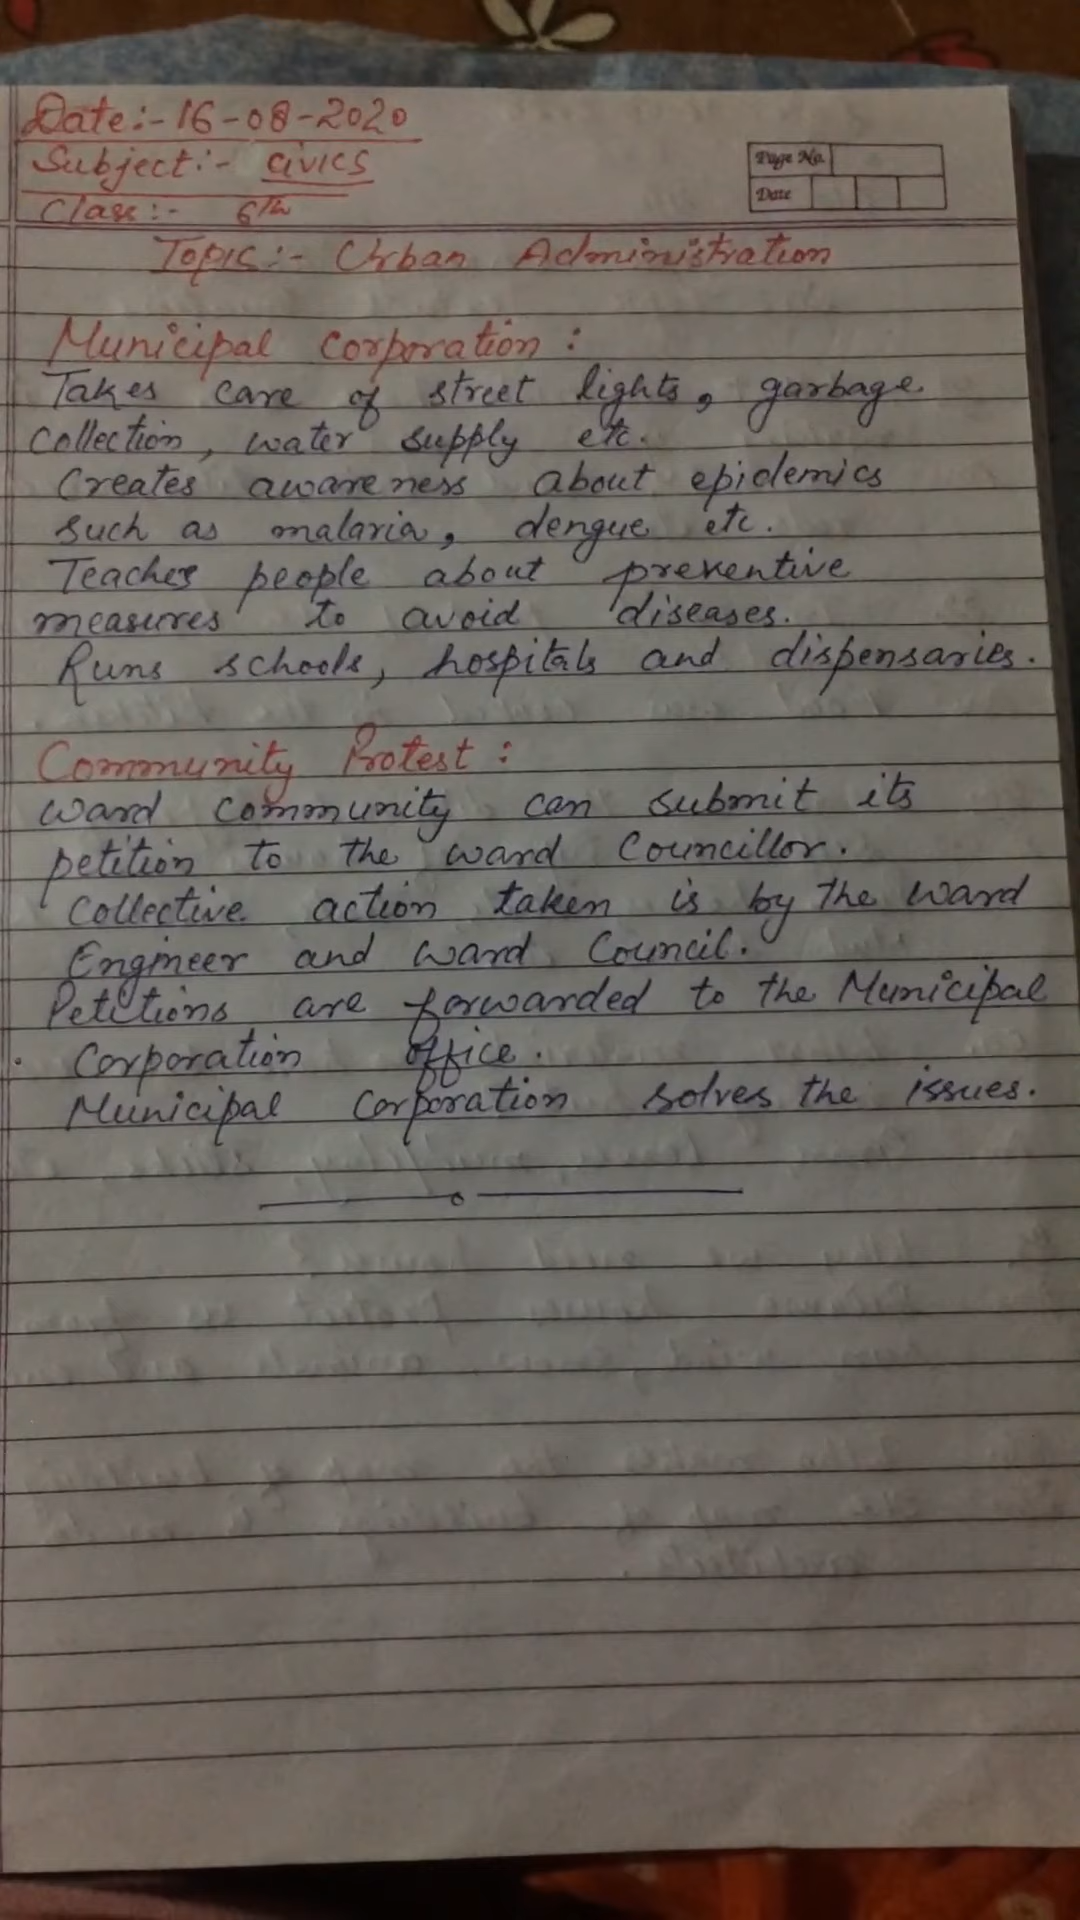 Date:- 16-08-2020
Subject:- civics
Class:- 6th
Page No.
Date
Topic:- Urban Administration
Municipal corporation :
Takes care of street lights, garbage
collection, water supply etc.
Creates awareness about epidemics
such as malaria, dengue etc.
Teaches people about preventive
measures to avoid diseases.
Runs schools, hospitals and dispensaries.
Community Protest :
Ward community can submit its
petition to the ward Councillor.
Collective action taken is by the ward
Engineer and ward Council.
Petitions are forwarded to the Municipal
Corporation office.
Municipal Corporation solves the issues.